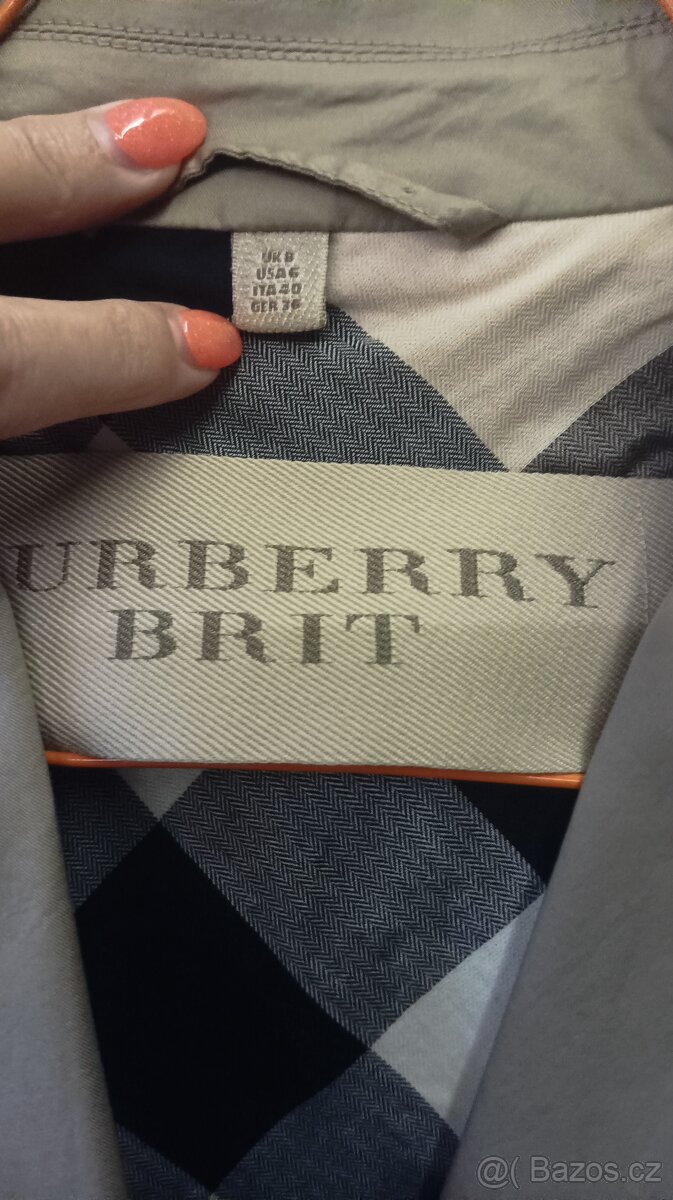 UK 8
USA 6
ITA 40
GER 36
URBERRY
BRIT
@( Bazos.cz